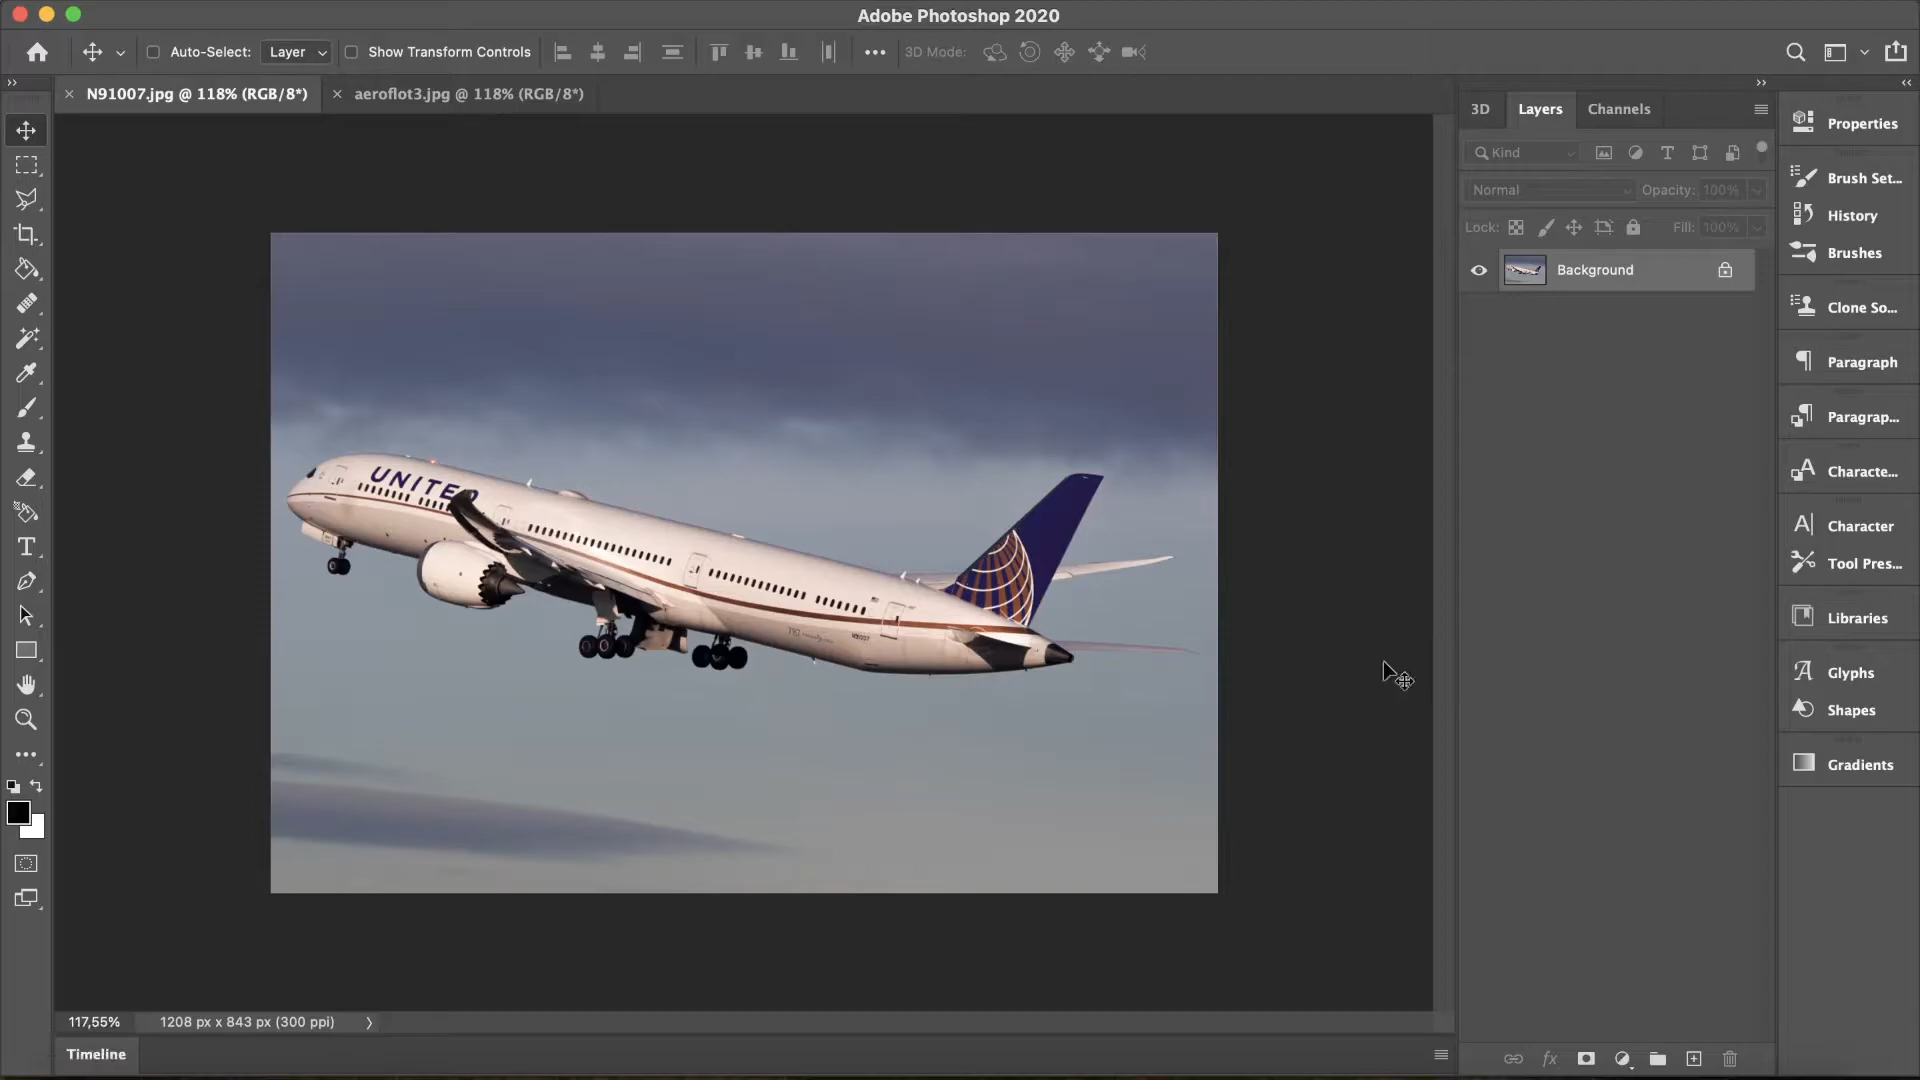 Adobe Photoshop 2020
Auto-Select: Layer Show Transform Controls 3D Mode:
N91007.jpg @ 118% (RGB/8*) aeroflot3.jpg @ 118% (RGB/8*)
3D Layers Channels
Kind
Normal Opacity: 100%
Lock: Fill: 100%
Background
Properties
Brush Set...
History
Brushes
Clone So...
Paragraph
Paragrap...
Characte...
Character
Tool Pres...
Libraries
Glyphs
Shapes
Gradients
UNITED
787
N91007
117,55% 1208 px x 843 px (300 ppi)
Timeline